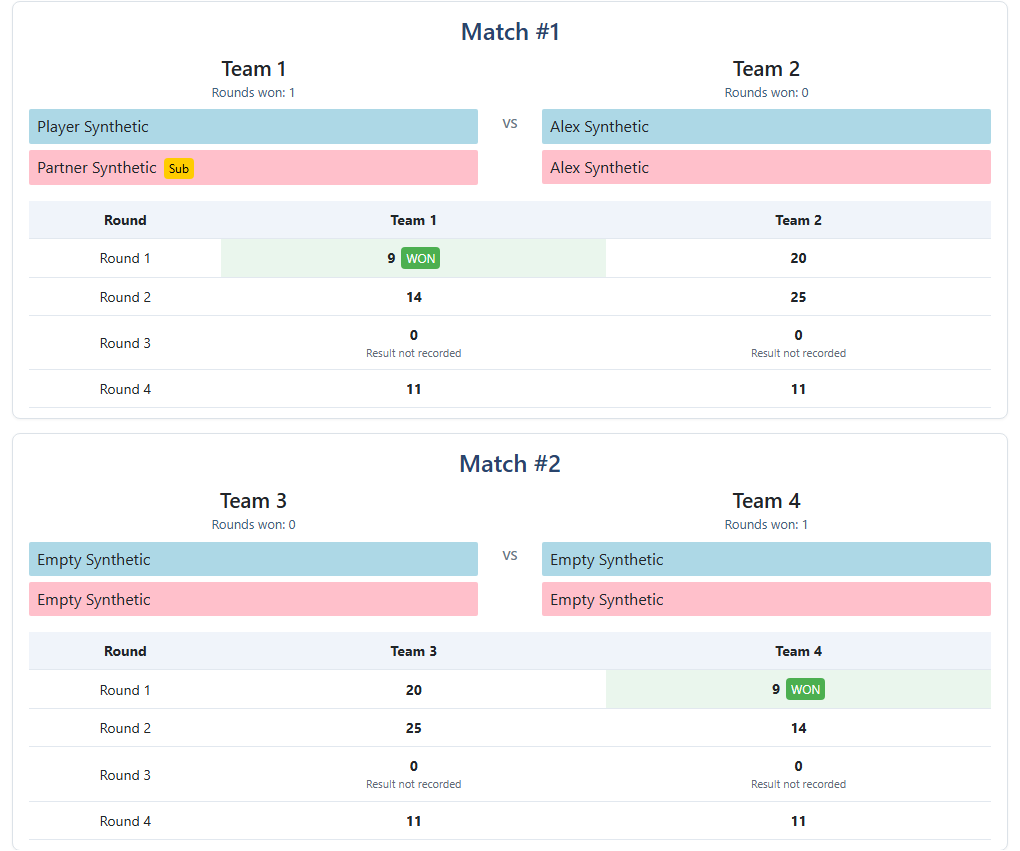 Match #1
Team 1
Rounds won: 1
Player Synthetic
Partner Synthetic Sub
vs
Team 2
Rounds won: 0
Alex Synthetic
Alex Synthetic
Round Team 1 Team 2
Round 1 9 WON 20
Round 2 14 25
Round 3 0 0
Result not recorded Result not recorded
Round 4 11 11
Match #2
Team 3
Rounds won: 0
Empty Synthetic
Empty Synthetic
vs
Team 4
Rounds won: 1
Empty Synthetic
Empty Synthetic
Round Team 3 Team 4
Round 1 20 9 WON
Round 2 25 14
Round 3 0 0
Result not recorded Result not recorded
Round 4 11 11